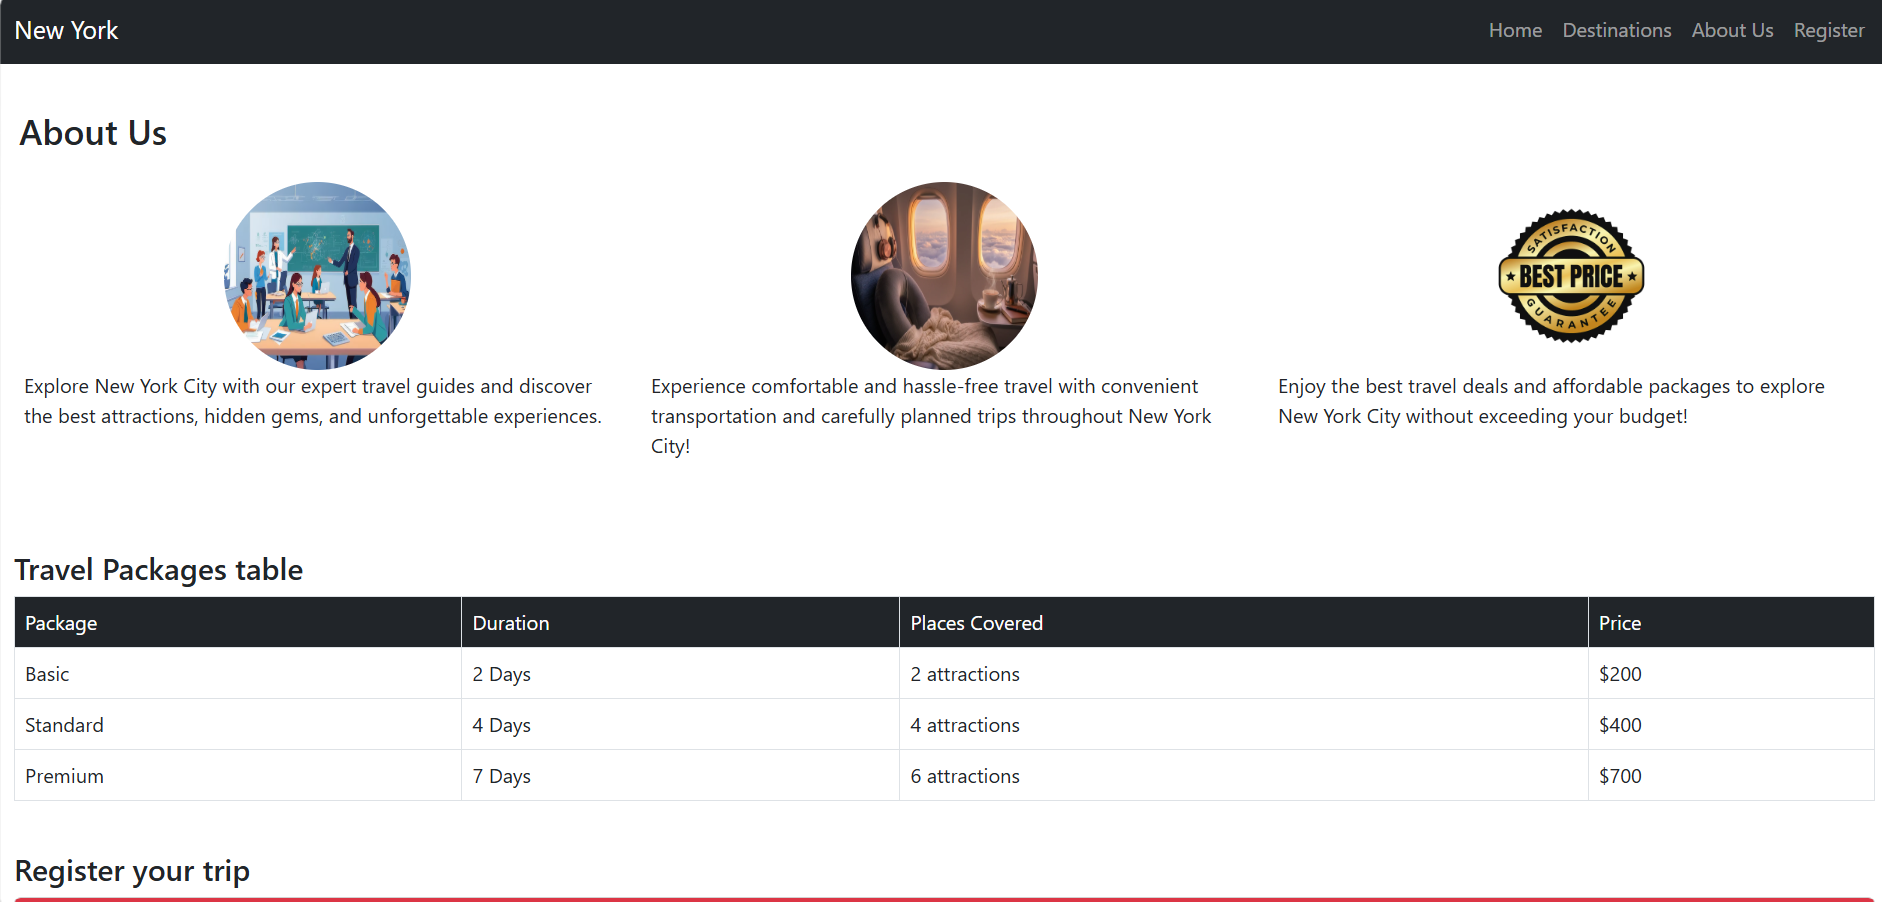 New York
Home Destinations About Us Register
About Us
SATISFACTION
BEST PRICE
GUARANTEE
Explore New York City with our expert travel guides and discover
the best attractions, hidden gems, and unforgettable experiences.
Experience comfortable and hassle-free travel with convenient
transportation and carefully planned trips throughout New York
City!
Enjoy the best travel deals and affordable packages to explore
New York City without exceeding your budget!
Travel Packages table
Package Duration Places Covered Price
Basic 2 Days 2 attractions $200
Standard 4 Days 4 attractions $400
Premium 7 Days 6 attractions $700
Register your trip